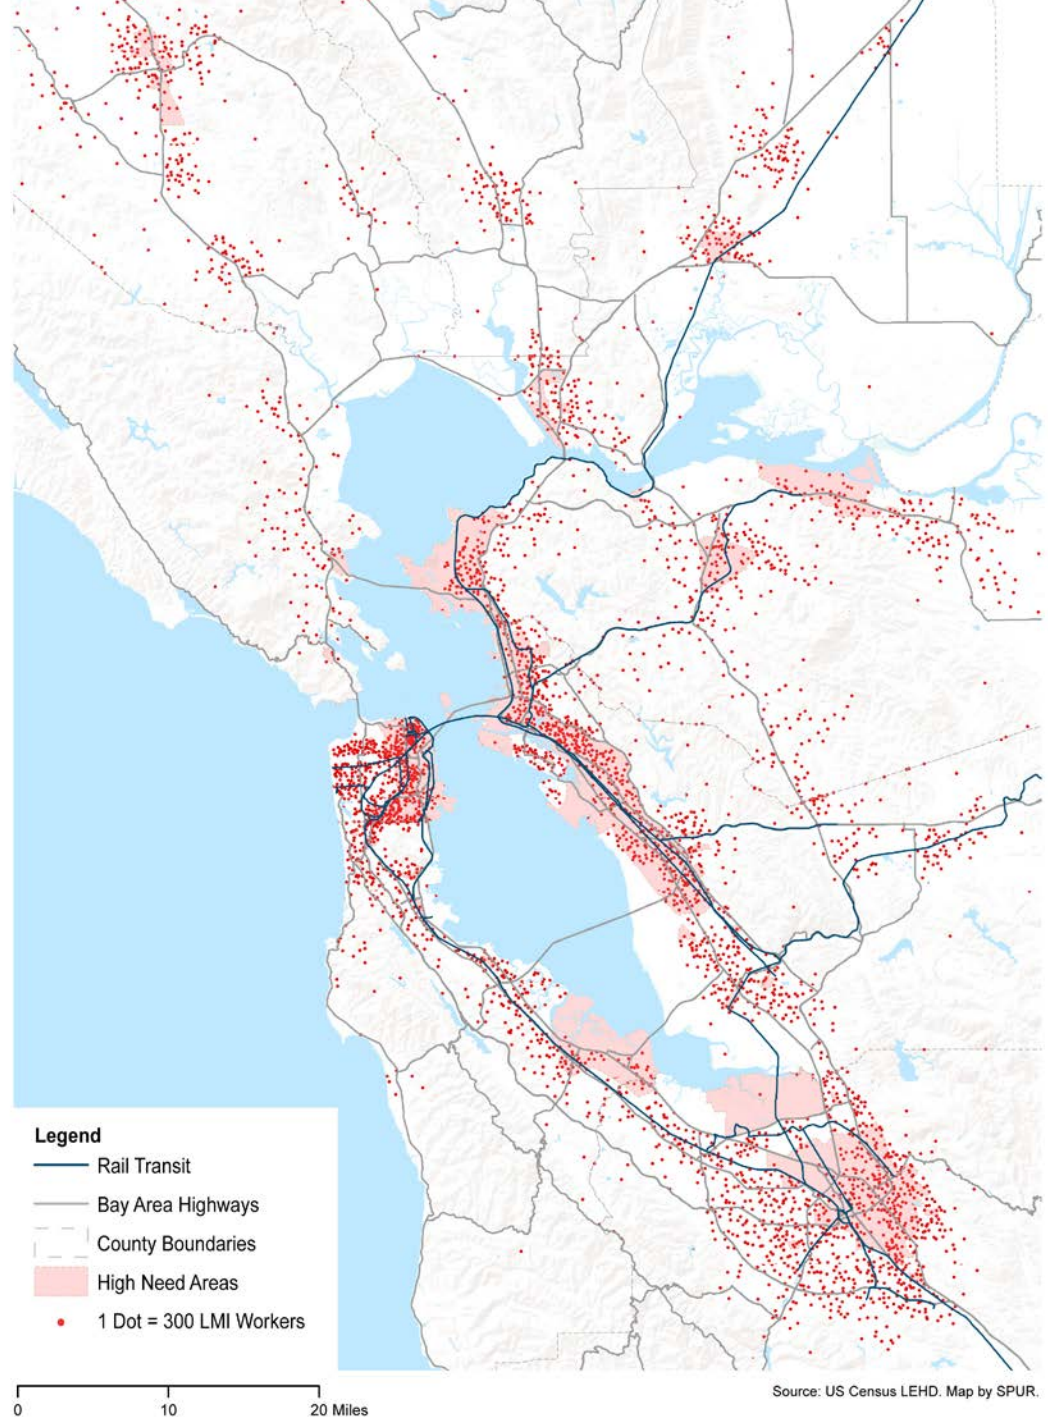 Legend
Rail Transit
Bay Area Highways
County Boundaries
High Need Areas
1 Dot = 300 LMI Workers
0 10 20 Miles
Source: US Census LEHD. Map by SPUR.